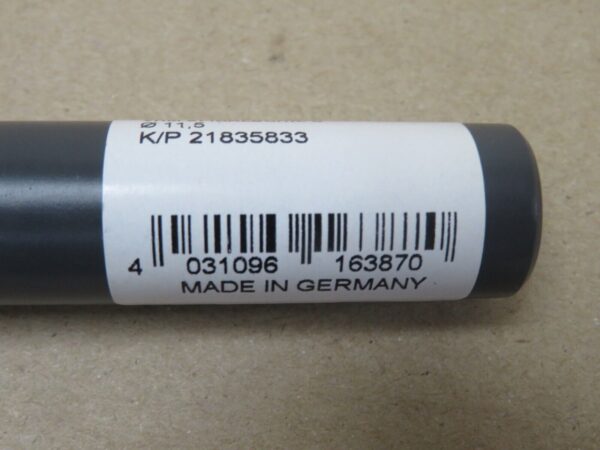 Ø 11,5
K/P 21835833
4 031096 163870
MADE IN GERMANY